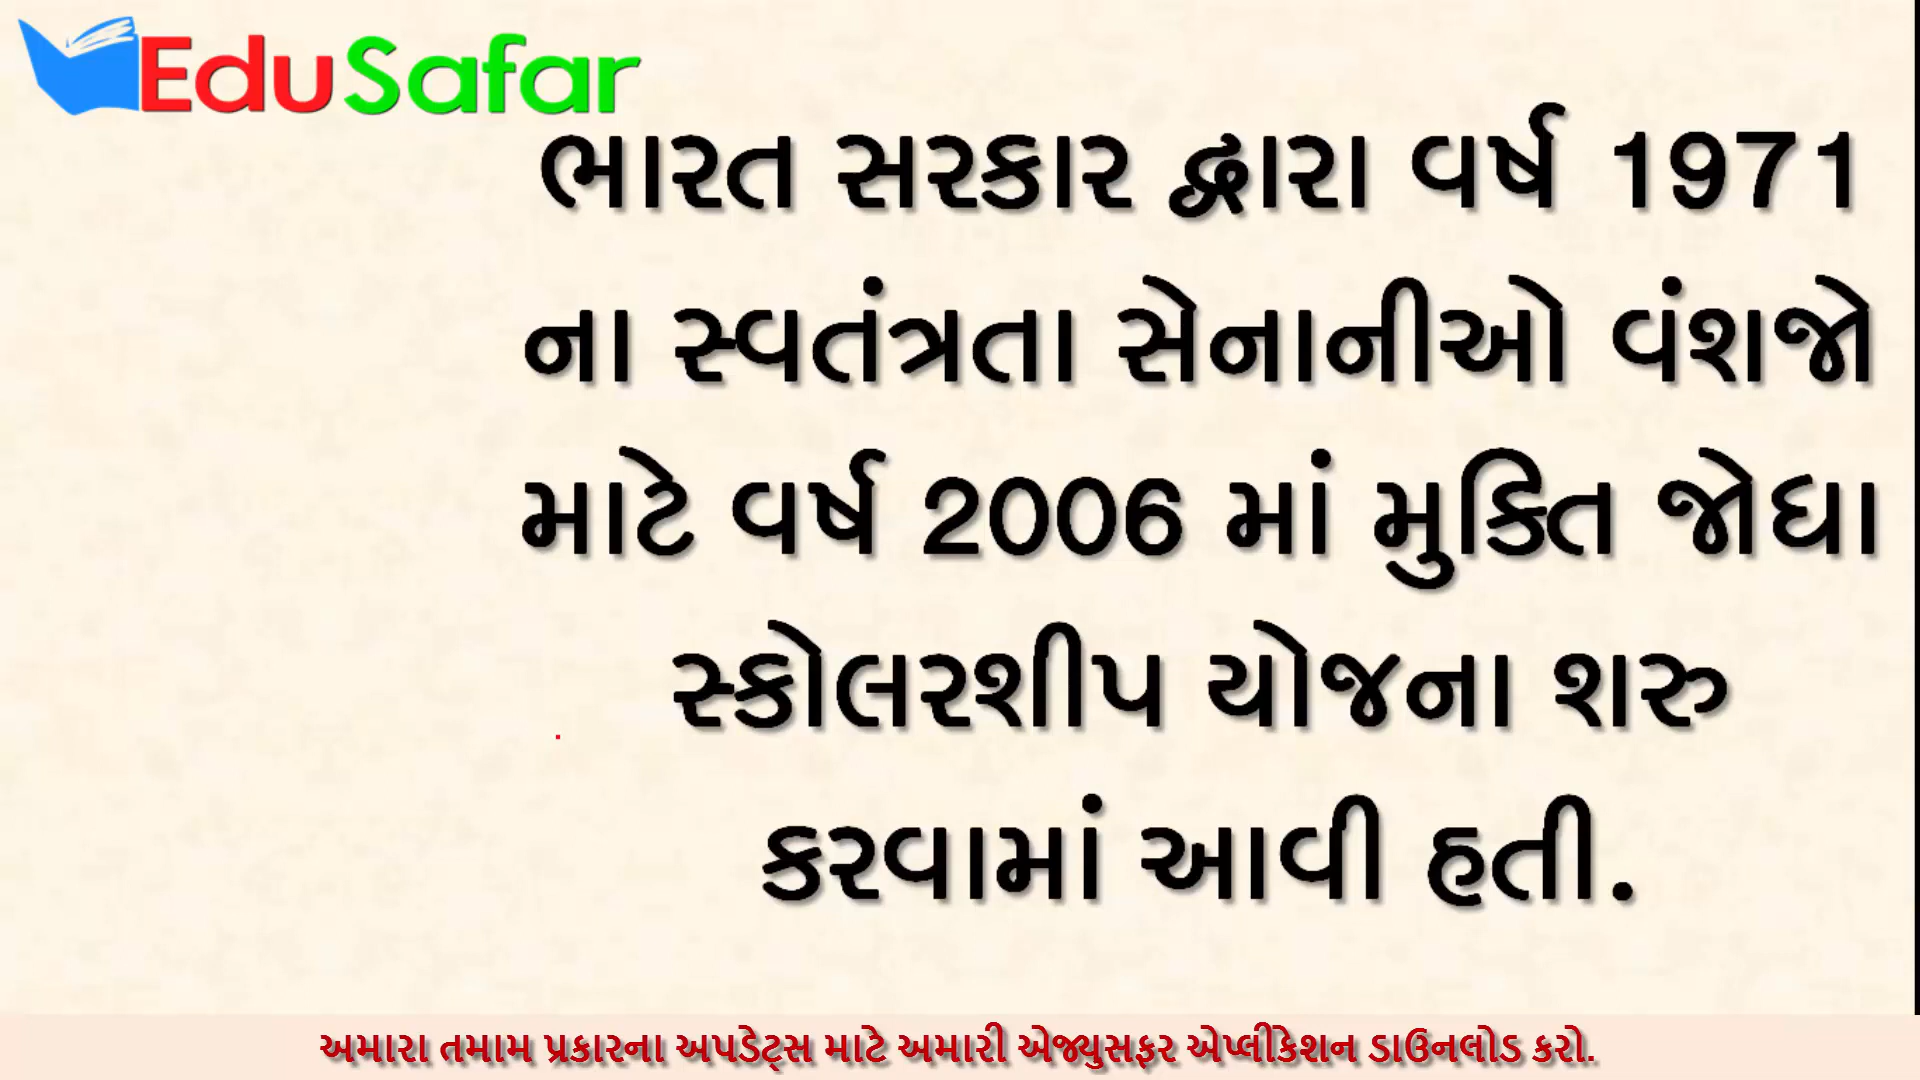 EduSafar
ભારત સરકાર દ્વારા વર્ષ 1971
ના સ્વતંત્રતા સેનાનીઓ વંશજો
માટે વર્ષ 2006 માં મુક્તિ જોધા
સ્કોલરશીપ યોજના શરુ
કરવામાં આવી હતી.
અમારા તમામ પ્રકારના અપડેટ્સ માટે અમારી એજ્યુસફર એપ્લીકેશન ડાઉનલોડ કરો.